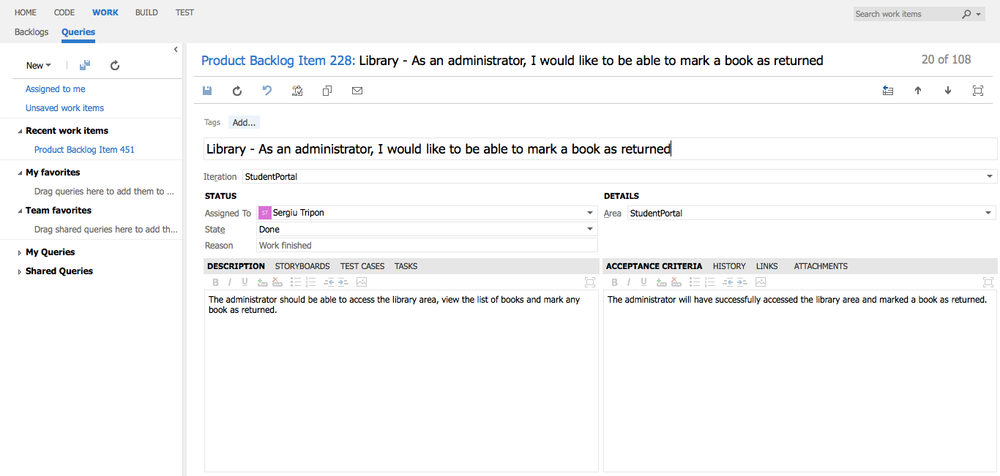 HOME CODE WORK BUILD TEST
Search work items
Backlogs Queries
New
Assigned to me
Unsaved work items
Recent work items
Product Backlog Item 451
My favorites
Drag queries here to add them to ...
Team favorites
Drag shared queries here to add th...
My Queries
Shared Queries
Product Backlog Item 228: Library - As an administrator, I would like to be able to mark a book as returned
20 of 108
Tags Add...
Library - As an administrator, I would like to be able to mark a book as returned
Iteration StudentPortal
STATUS
Assigned To ST Sergiu Tripon
State Done
Reason Work finished
DETAILS
Area StudentPortal
DESCRIPTION STORYBOARDS TEST CASES TASKS
B I U
The administrator should be able to access the library area, view the list of books and mark any
book as returned.
ACCEPTANCE CRITERIA HISTORY LINKS ATTACHMENTS
B I U
The administrator will have successfully accessed the library area and marked a book as returned.